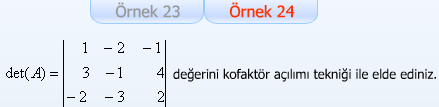 Örnek 23 Örnek 24
1 − 2 − 1
det(A) = 3 − 1 4 değerini kofaktör açılımı tekniği ile elde ediniz.
− 2 − 3 2